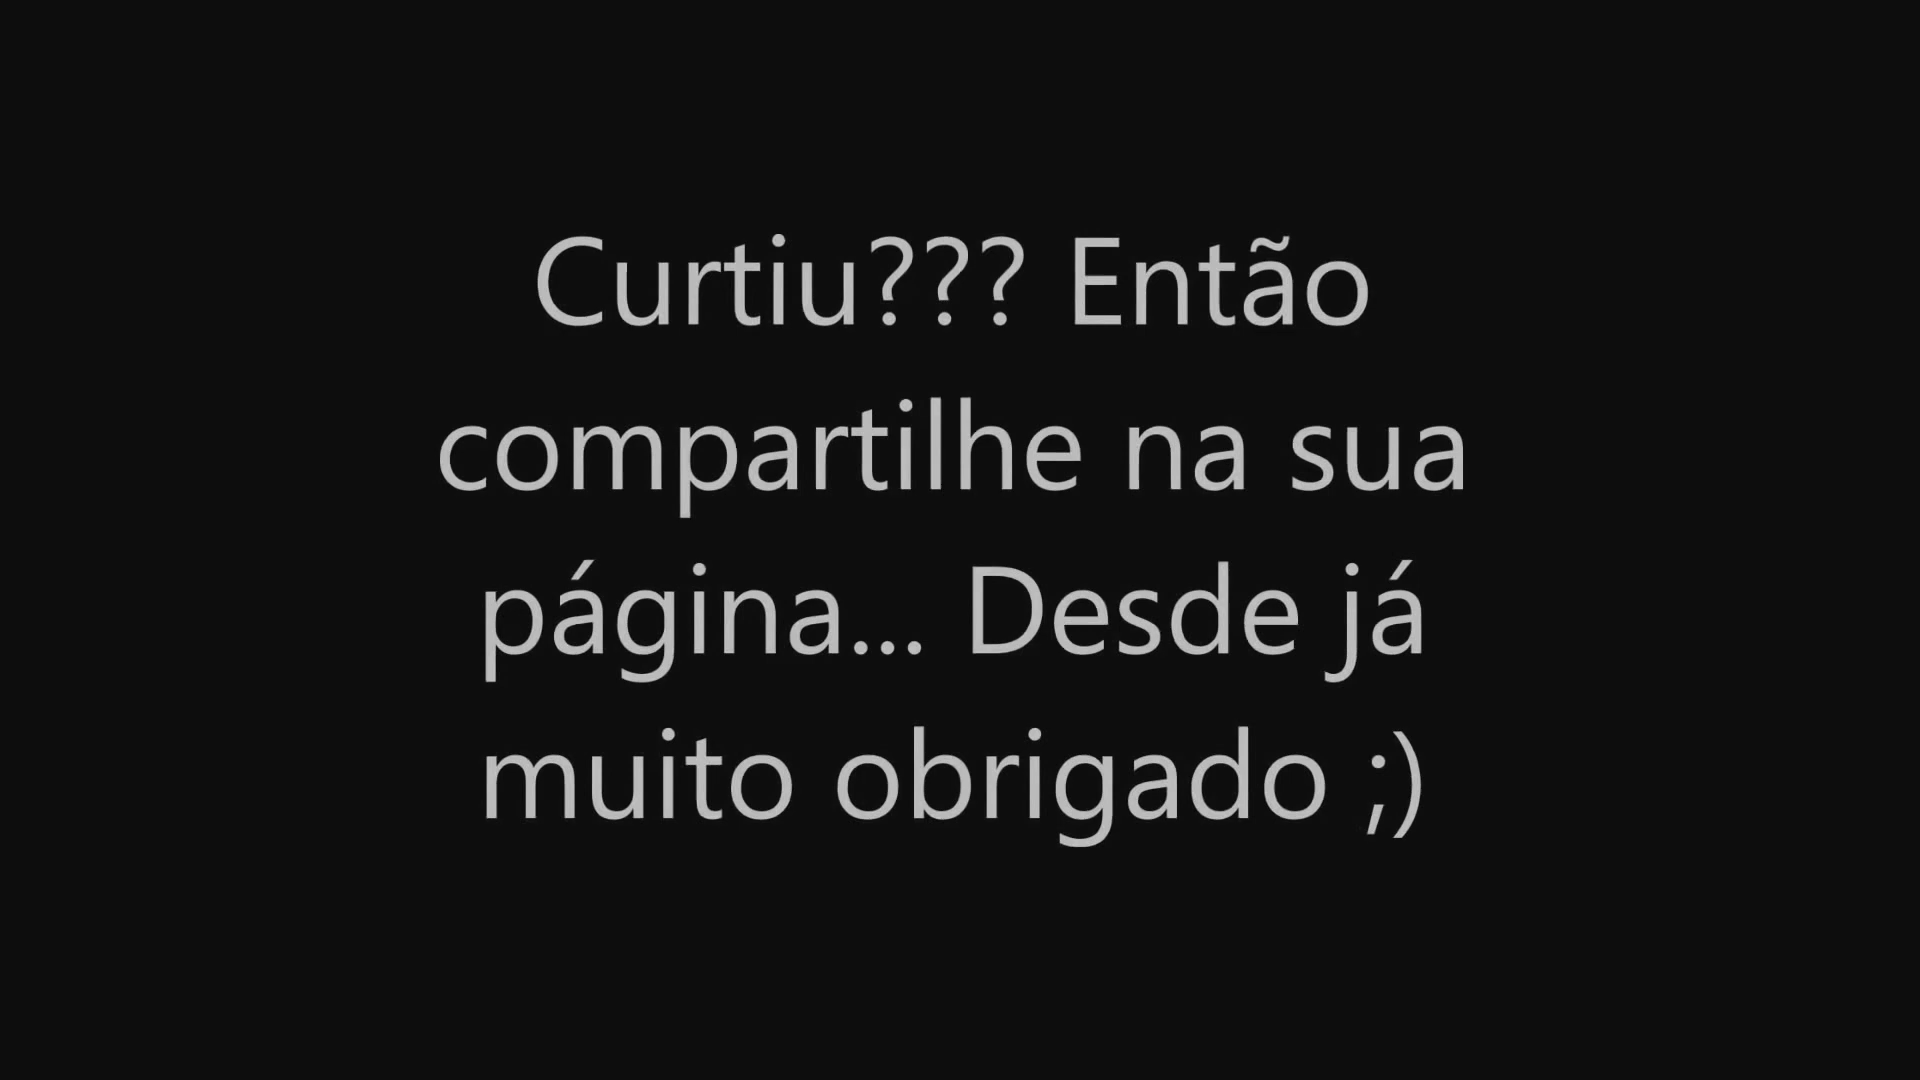 Curtiu??? Então
compartilhe na sua
página... Desde já
muito obrigado ;)